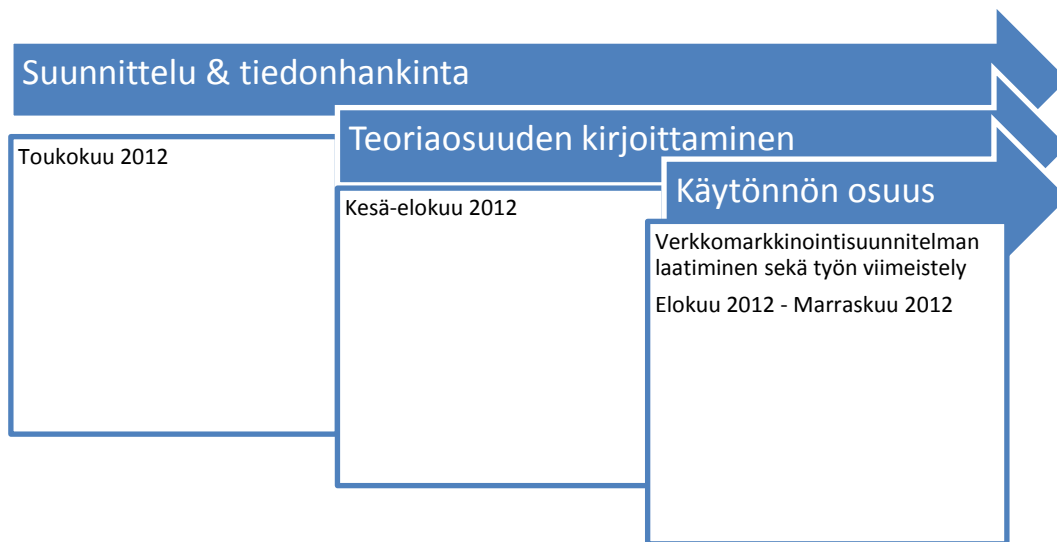 Suunnittelu & tiedonhankinta
Toukokuu 2012
Teoriaosuuden kirjoittaminen
Kesä-elokuu 2012
Käytönnön osuus
Verkkomarkkinointisuunnitelman
laatiminen sekä työn viimeistely
Elokuu 2012 - Marraskuu 2012